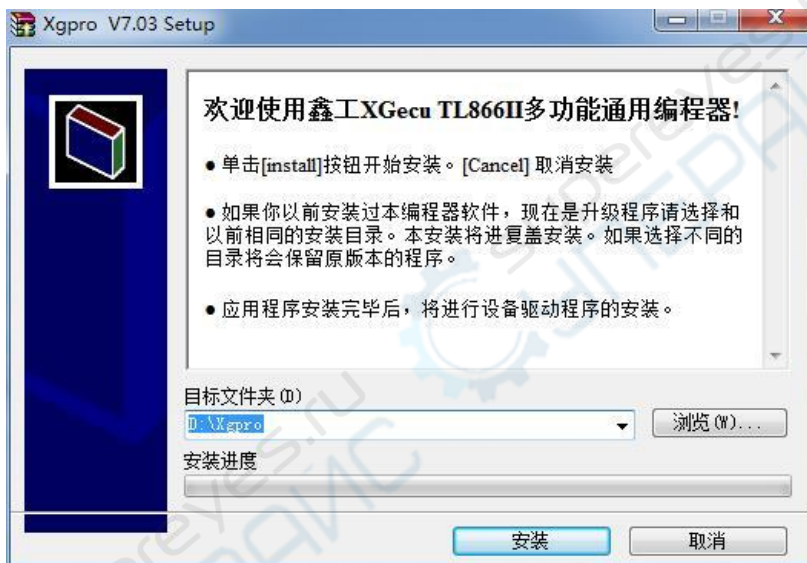 Xgpro V7.03 Setup
欢迎使用鑫工XGecu TL866II多功能通用编程器!
● 单击[install]按钮开始安装。[Cancel] 取消安装
● 如果你以前安装过本编程器软件，现在是升级程序请选择和
以前相同的安装目录。本安装将进复盖安装。如果选择不同的
目录将会保留原版本的程序。
● 应用程序安装完毕后，将进行设备驱动程序的安装。
目标文件夹(D)
D:\Xgpro
浏览(W)...
安装进度
安装
取消
supereyes.ru
СУПЕРАЙС